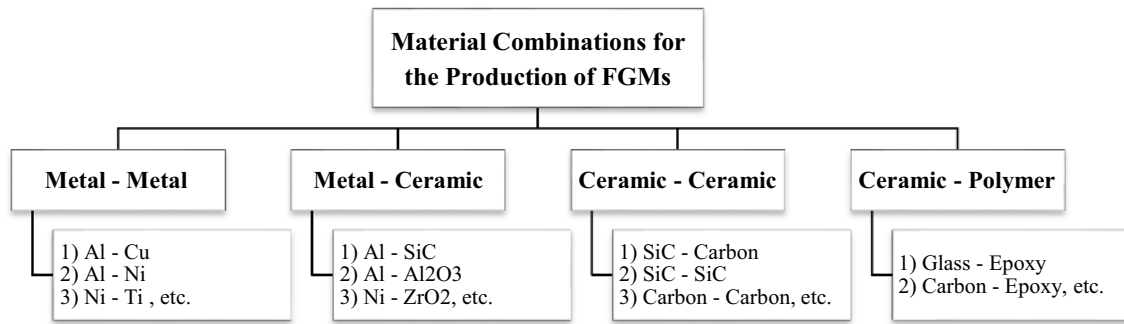 Material Combinations for
the Production of FGMs
Metal - Metal
Metal - Ceramic
Ceramic - Ceramic
Ceramic - Polymer
1) Al - Cu
2) Al - Ni
3) Ni - Ti , etc.
1) Al - SiC
2) Al - Al2O3
3) Ni - ZrO2, etc.
1) SiC - Carbon
2) SiC - SiC
3) Carbon - Carbon, etc.
1) Glass - Epoxy
2) Carbon - Epoxy, etc.